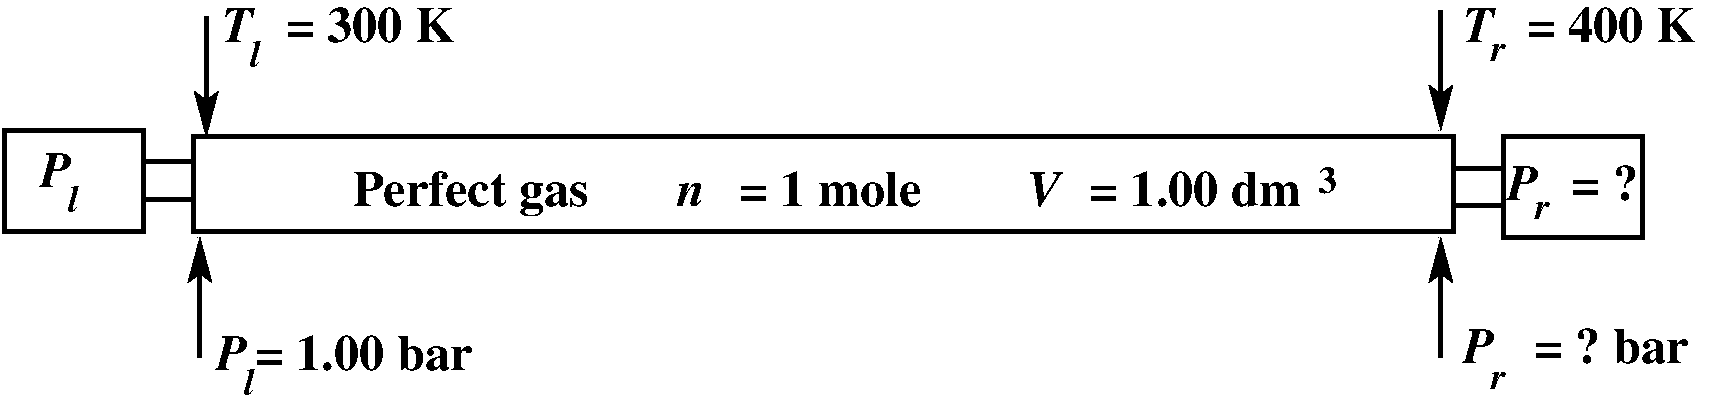 T_l = 300 K
T_r = 400 K
P_l
Perfect gas n = 1 mole V = 1.00 dm ³
P_r = ?
P_l = 1.00 bar
P_r = ? bar